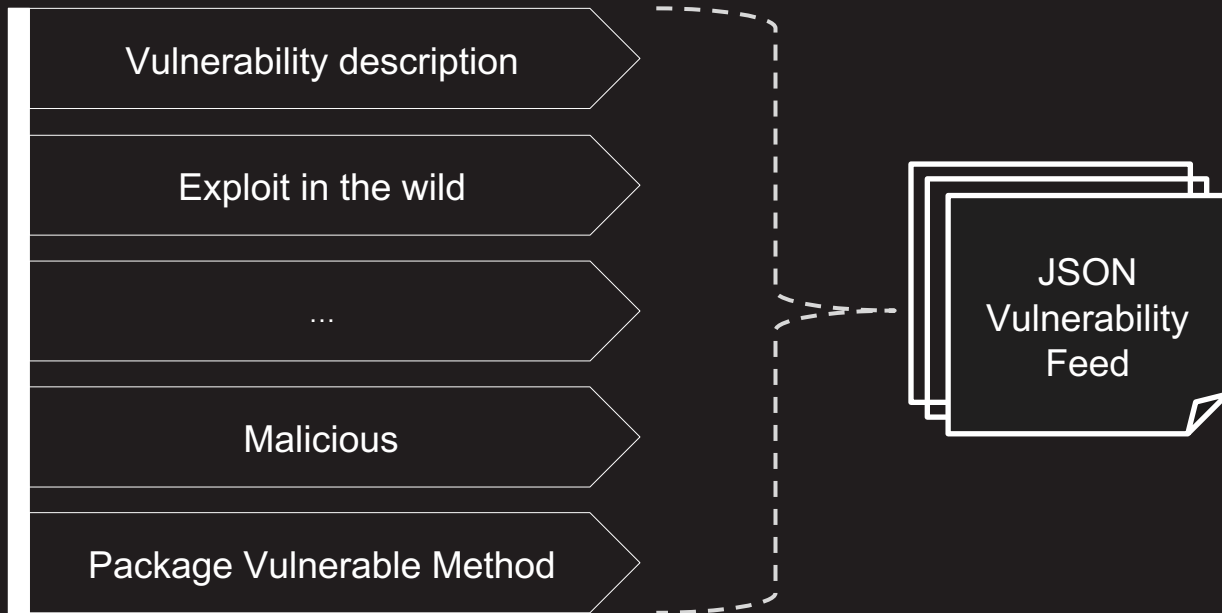 Vulnerability description
Exploit in the wild
...
Malicious
Package Vulnerable Method
JSON
Vulnerability
Feed